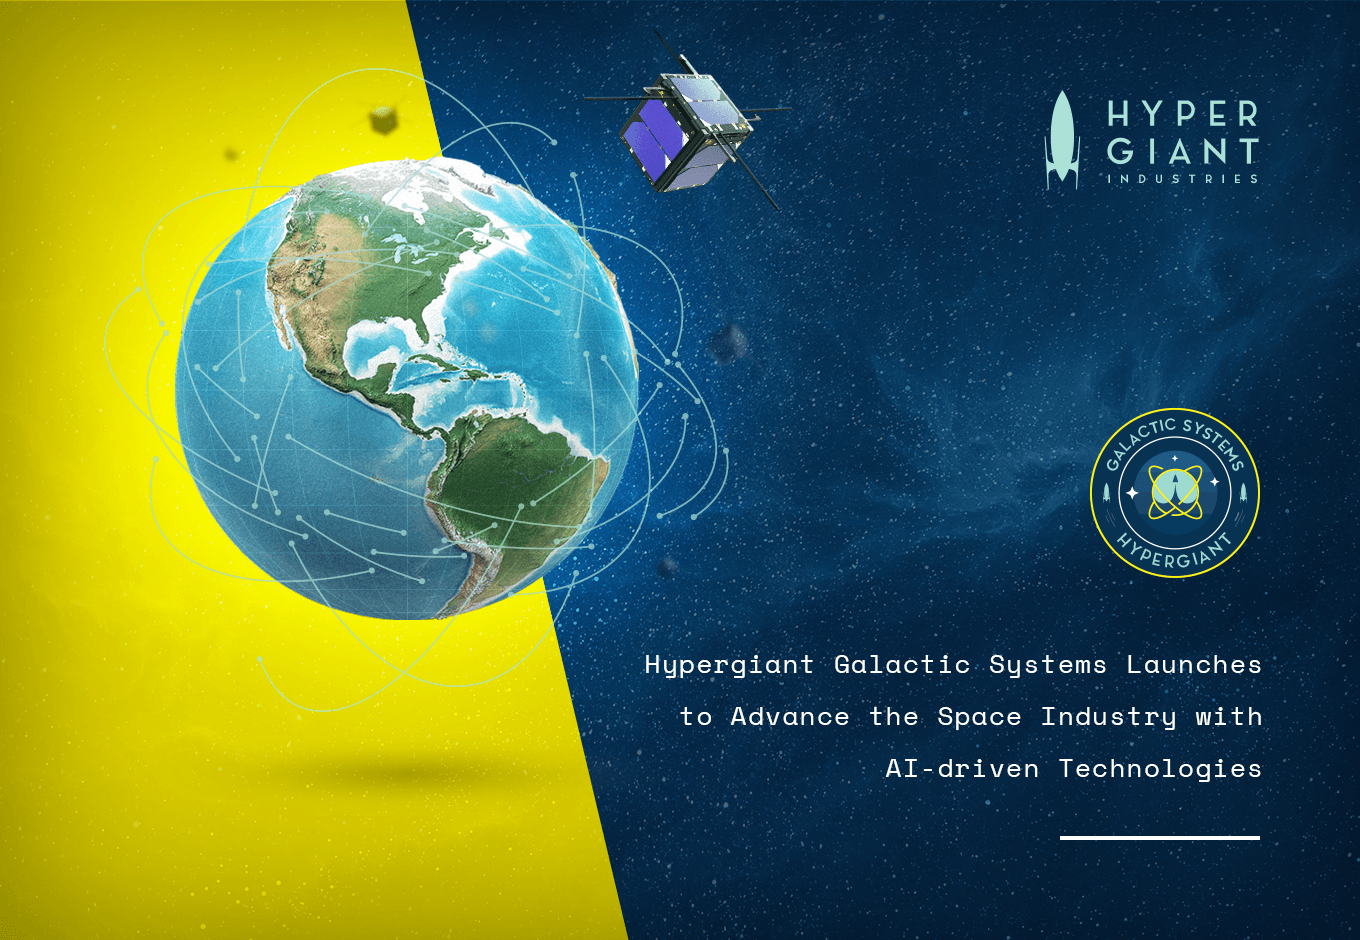 HYPER
GIANT
INDUSTRIES
GALACTIC SYSTEMS
HYPERGIANT
Hypergiant Galactic Systems Launches
to Advance the Space Industry with
AI-driven Technologies